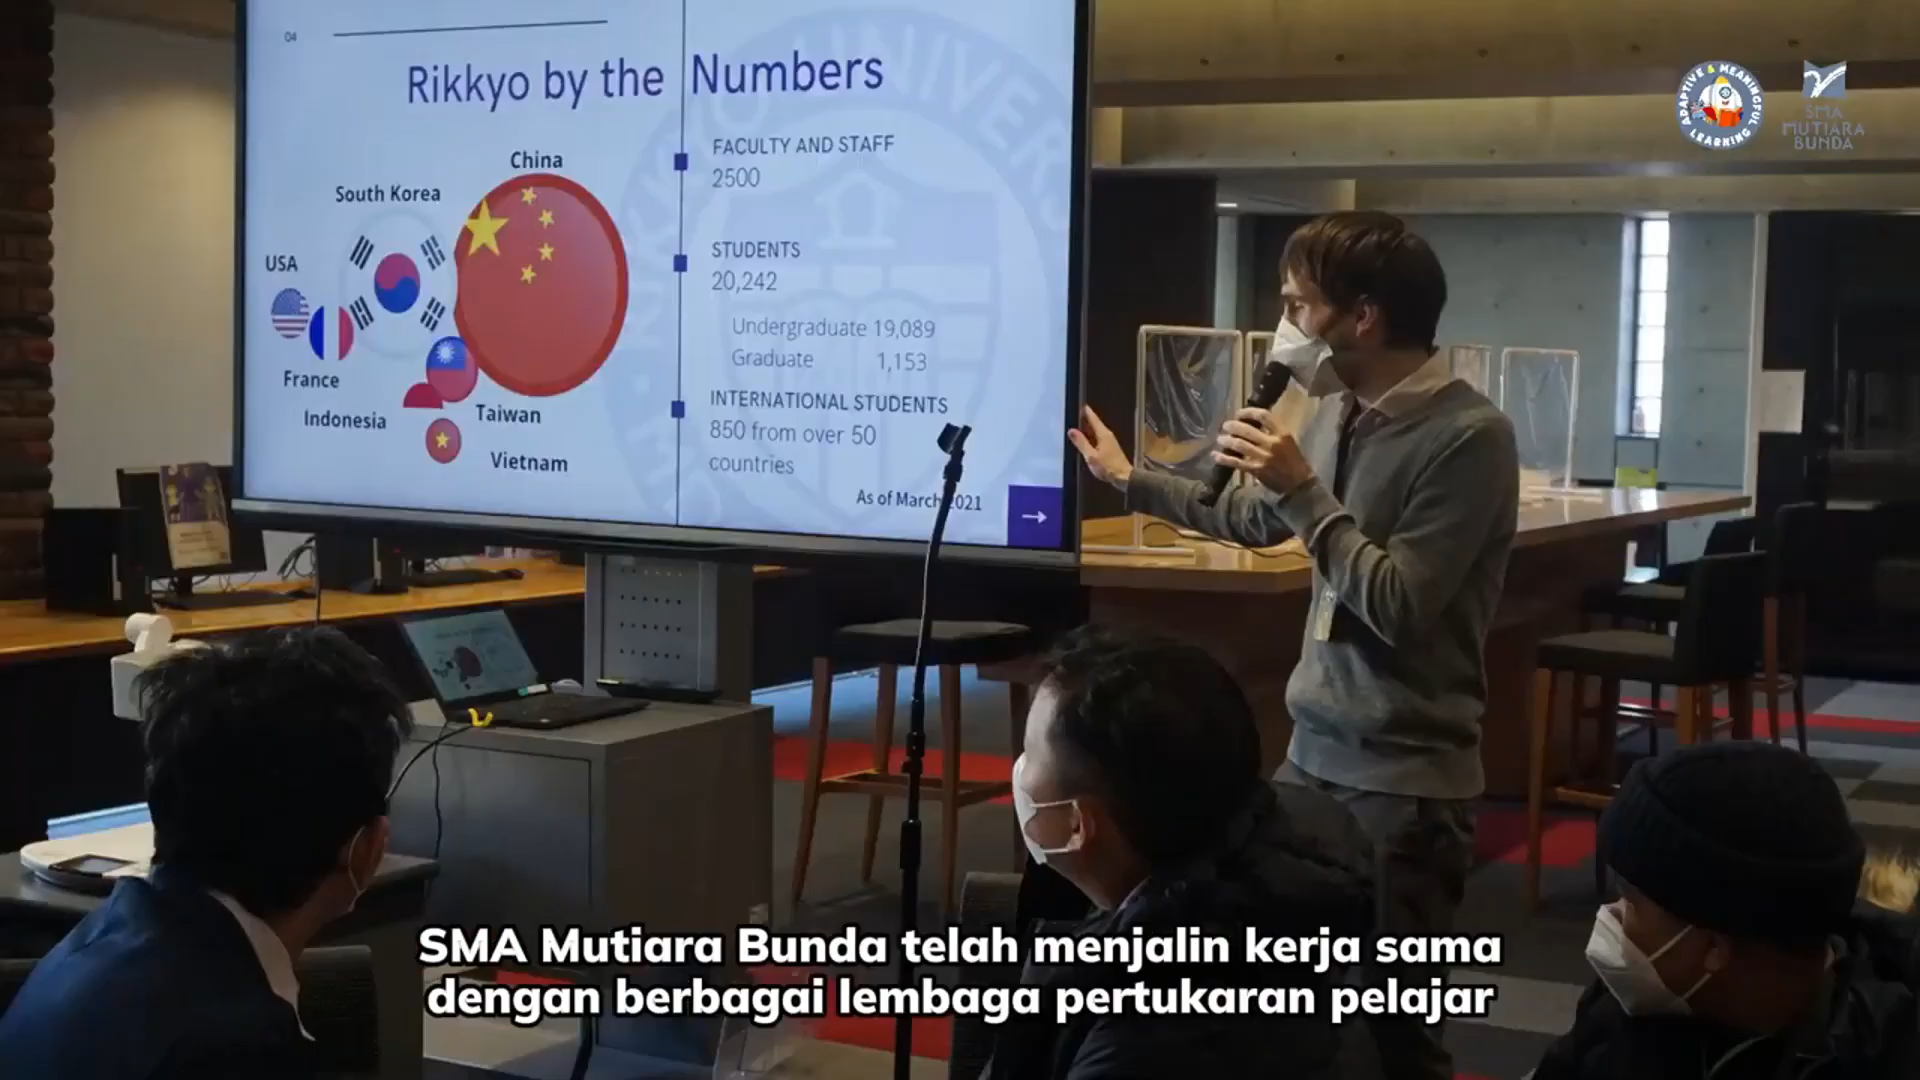 04
Rikkyo by the Numbers
China
South Korea
USA
France
Indonesia
Taiwan
Vietnam
FACULTY AND STAFF
2500
STUDENTS
20,242
Undergraduate 19,089
Graduate 1,153
INTERNATIONAL STUDENTS
850 from over 50
countries
As of March 2021
ADAPTIVE & MEANINGFUL
LEARNING
SMA
MUTIARA
BUNDA
SMA Mutiara Bunda telah menjalin kerja sama
dengan berbagai lembaga pertukaran pelajar